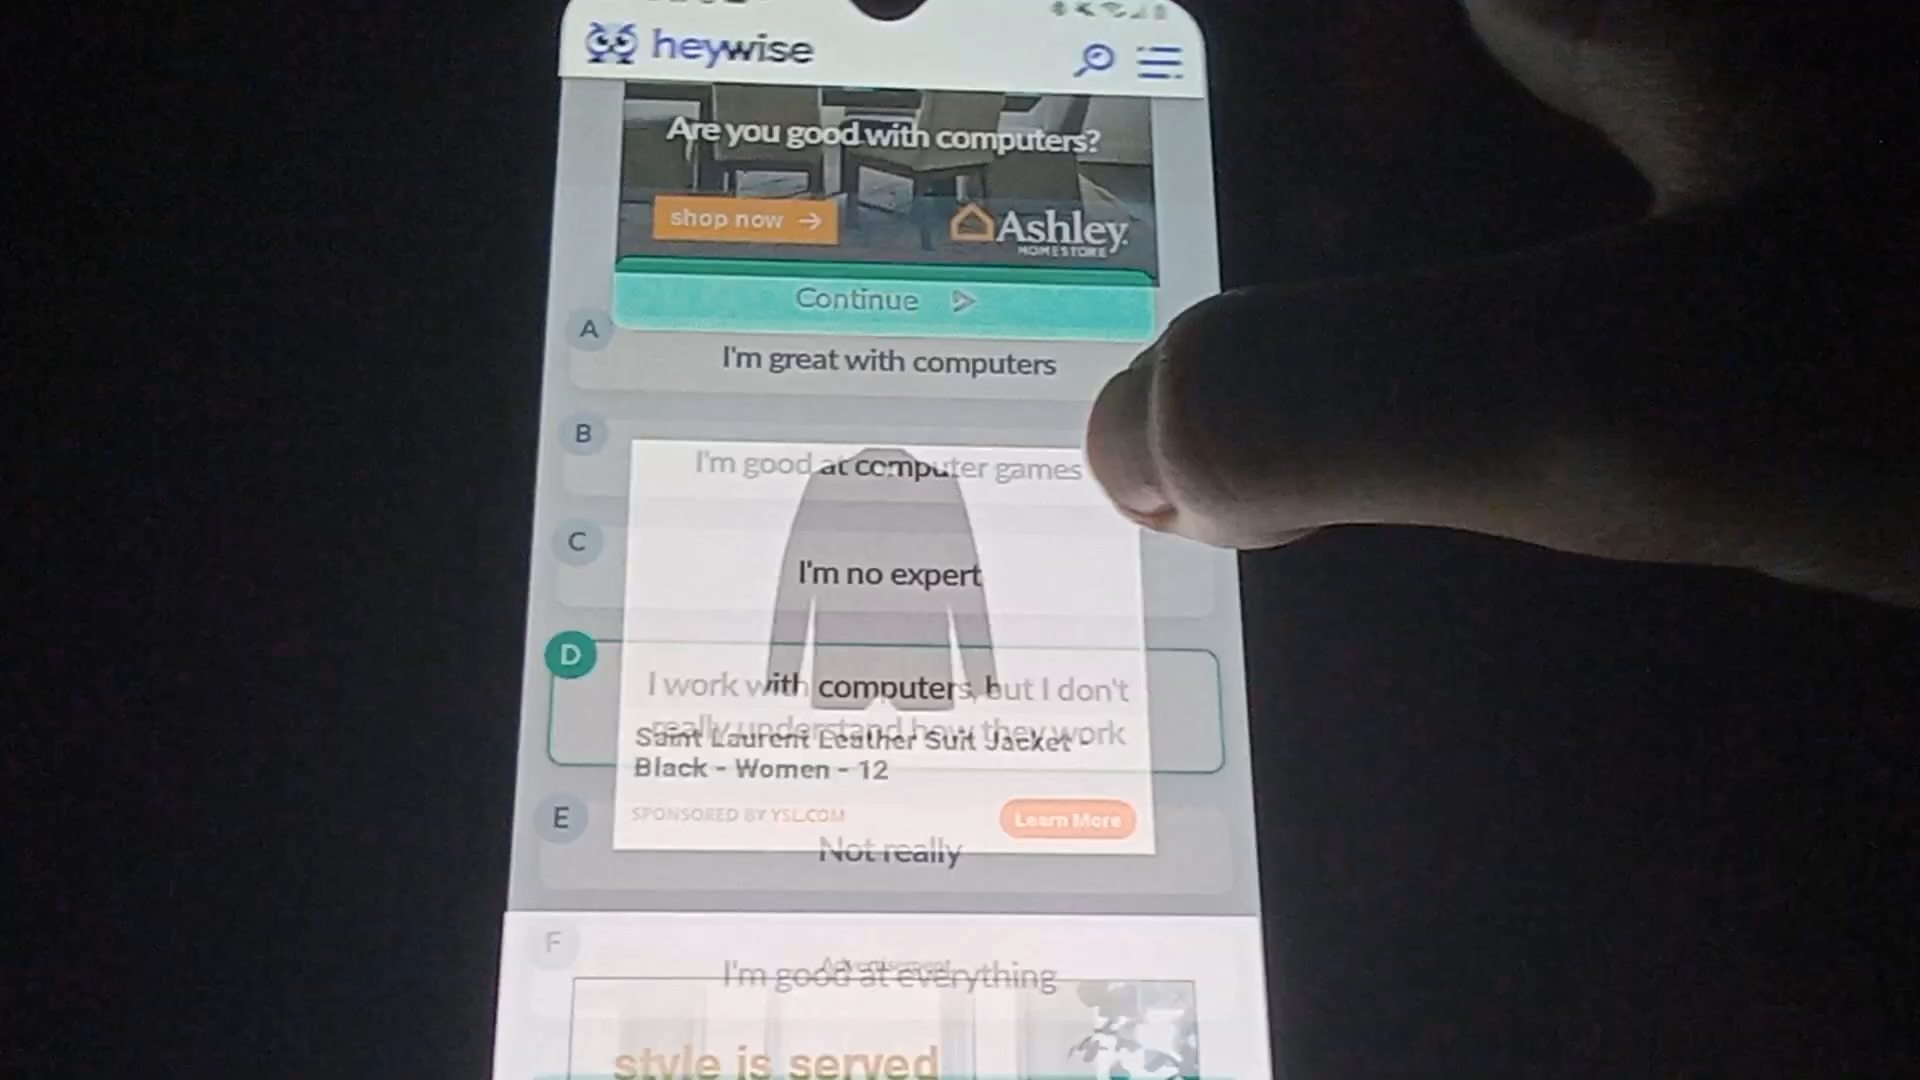 heywise
Are you good with computers?
shop now
Ashley
HOMESTORE
Continue
A
I'm great with computers
B
I'm good at computer games
C
I'm no expert
D
I work with computers, but I don't
really understand how they work
Saint Laurent Leather Suit Jacket -
Black - Women - 12
SPONSORED BY YSL.COM
Learn More
E
Not really
F
Advertisement
I'm good at everything
style is served